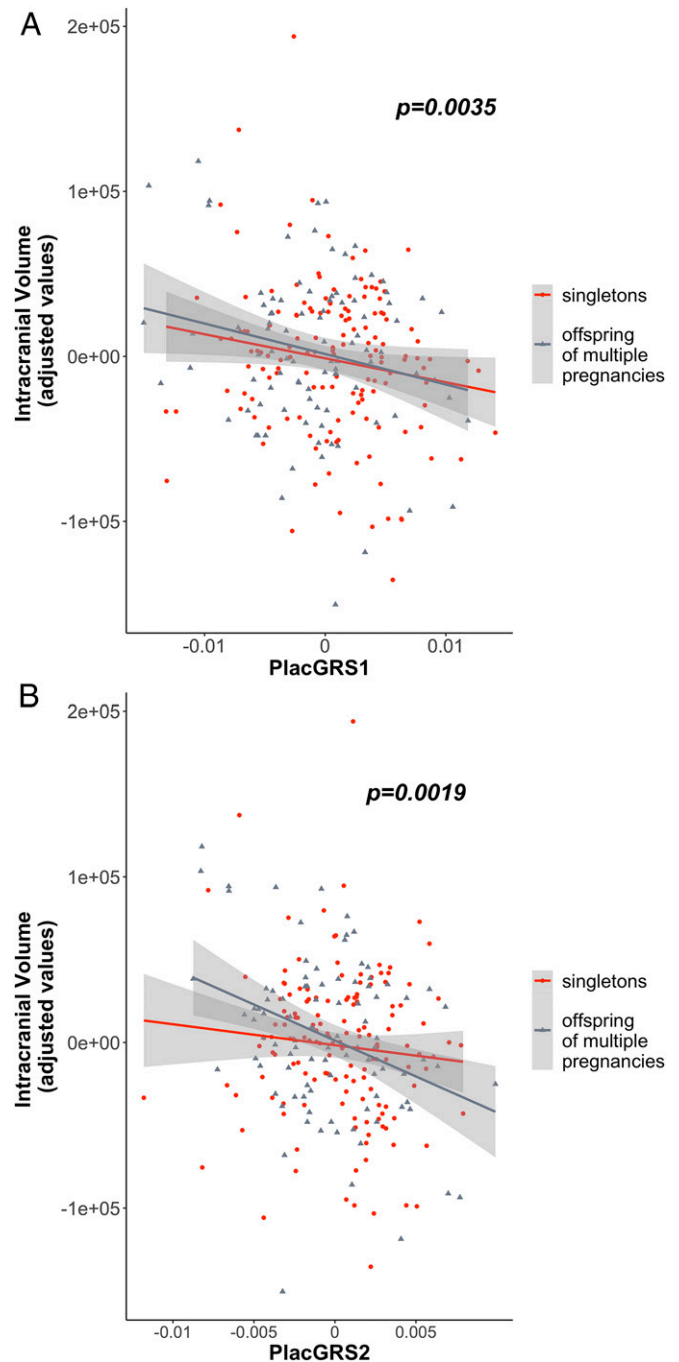 A
2e+05
p=0.0035
1e+05
Intracranial Volume
(adjusted values)
singletons
0e+00
offspring
of multiple
pregnancies
-1e+05
-0.01
0
0.01
PlacGRS1
B
2e+05
p=0.0019
1e+05
Intracranial Volume
(adjusted values)
singletons
0e+00
offspring
of multiple
pregnancies
-1e+05
-0.01
-0.005
0
0.005
PlacGRS2